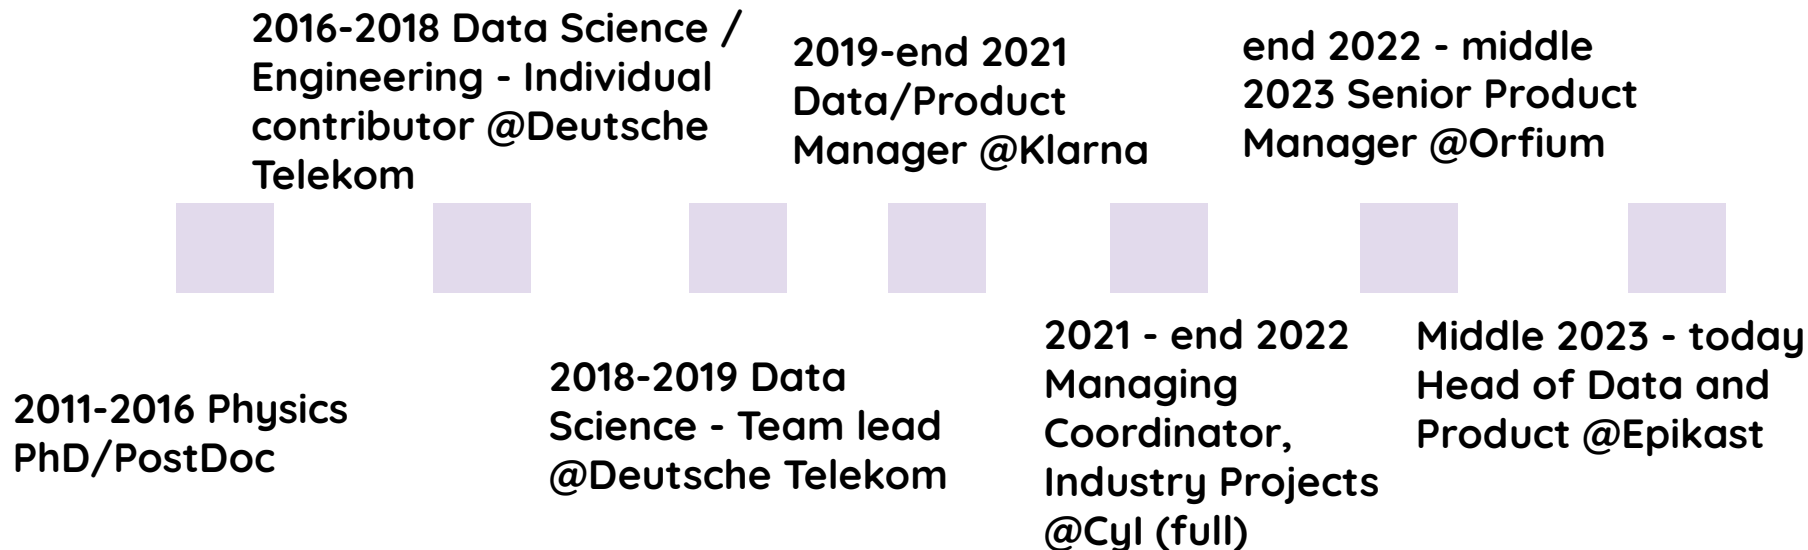 2016-2018 Data Science /
Engineering - Individual
contributor @Deutsche
Telekom
2019-end 2021
Data/Product
Manager @Klarna
end 2022 - middle
2023 Senior Product
Manager @Orfium
2011-2016 Physics
PhD/PostDoc
2018-2019 Data
Science - Team lead
@Deutsche Telekom
2021 - end 2022
Managing
Coordinator,
Industry Projects
@CyI (full)
Middle 2023 - today
Head of Data and
Product @Epikast